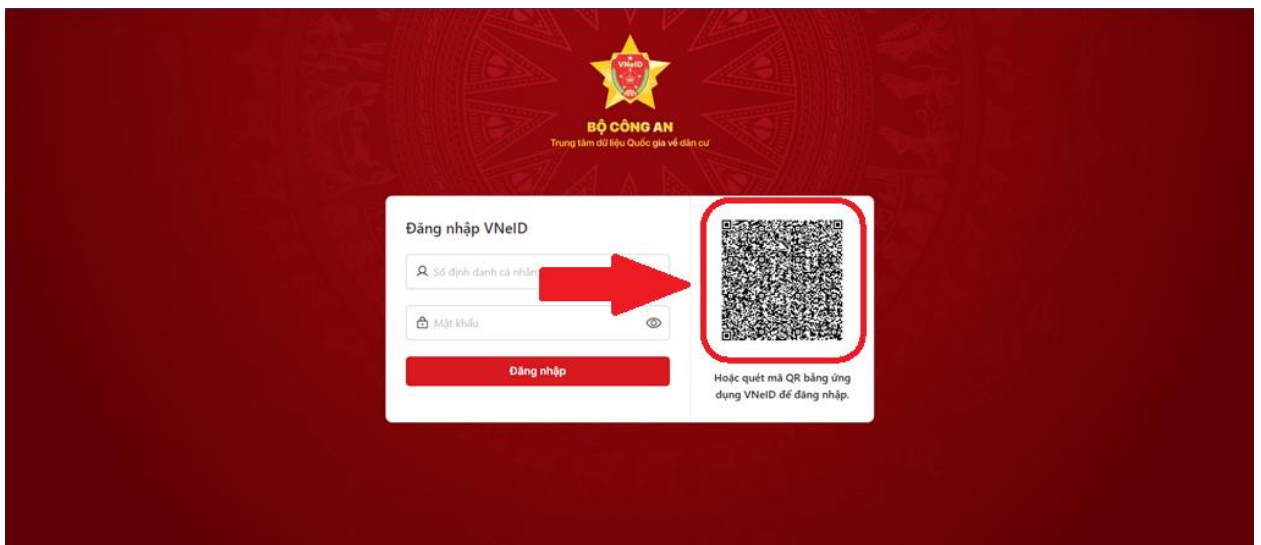 VNeID
BỘ CÔNG AN
Trung tâm dữ liệu Quốc gia về dân cư
Đăng nhập VNeID
Số định danh cá nhân
Mật khẩu
Đăng nhập
Hoặc quét mã QR bằng ứng
dụng VNeID để đăng nhập.